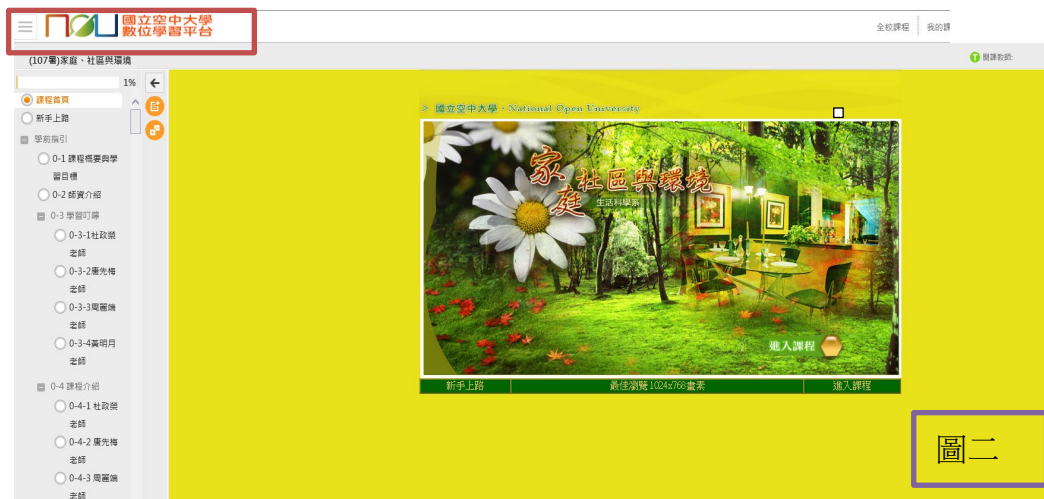 NOU 國立空中大學
數位學習平台
全校課程
我的課
(107暑)家庭、社區與環境
T 開課教師:
1%
課程首頁
新手上路
學前指引
0-1 課程概要與學
習目標
0-2 師資介紹
0-3 學習叮嚀
0-3-1杜政榮
老師
0-3-2唐先梅
老師
0-3-3周麗端
老師
0-3-4黃明月
老師
0-4 課程介紹
0-4-1 杜政榮
老師
0-4-2 唐先梅
老師
0-4-3 周麗端
老師
> 國立空中大學 · National Open University
家庭 社區與環境
生活科學系
進入課程
新手上路
最佳瀏覽1024x768畫素
進入課程
圖二